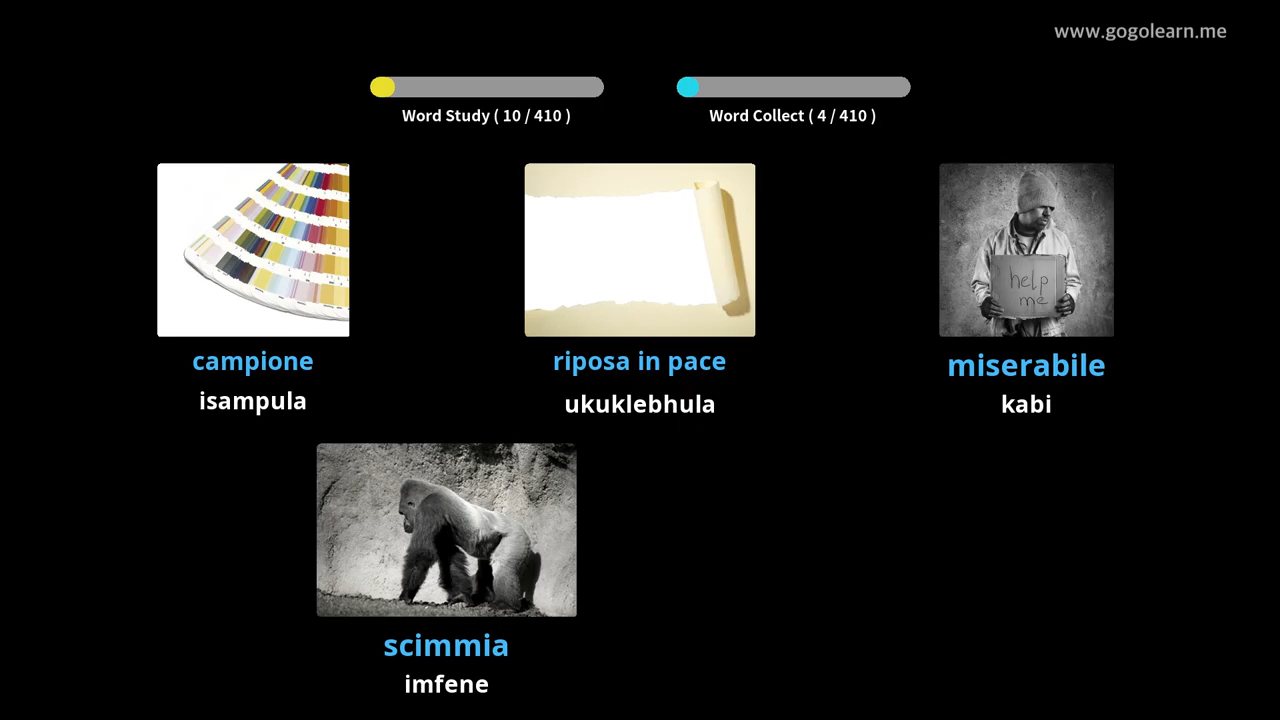 www.gogolearn.me
Word Study ( 10 / 410 )
Word Collect ( 4 / 410 )
campione
isampula
riposa in pace
ukuklebhula
help
me
miserabile
kabi
scimmia
imfene